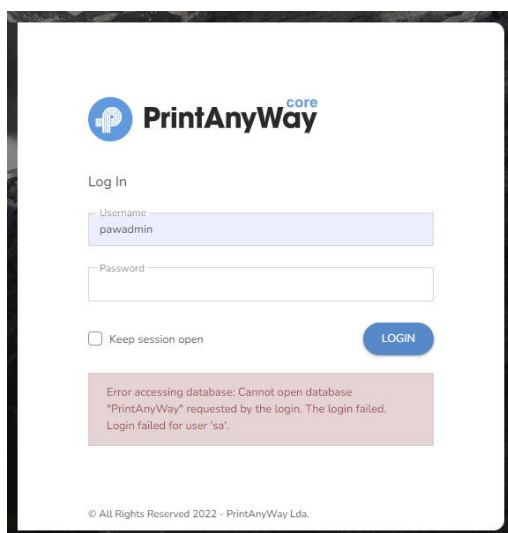 core
PrintAnyWay
Log In
Username
pawadmin
Password
Keep session open
LOGIN
Error accessing database: Cannot open database
"PrintAnyWay" requested by the login. The login failed.
Login failed for user 'sa'.
© All Rights Reserved 2022 - PrintAnyWay Lda.